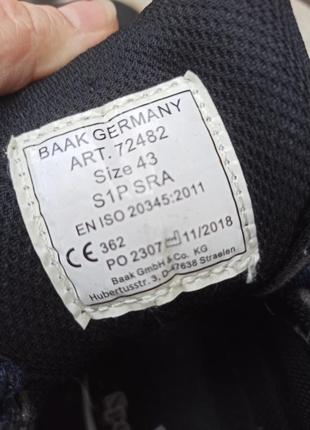 BAAK GERMANY
ART. 72482
Size 43
S1P SRA
EN ISO 20345:2011
CE 362
PO 2307 11/2018
Baak GmbH & Co. KG
Hubertusstr. 3, D-47638 Straelen